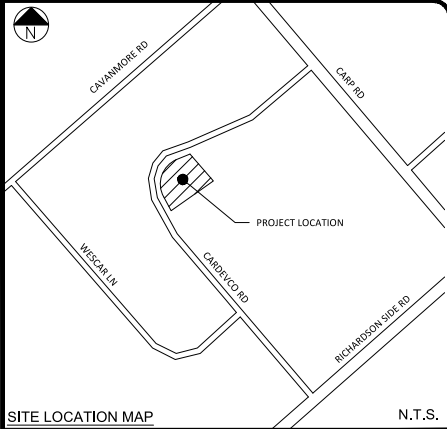 N
CAVANMORE RD
CARP RD
PROJECT LOCATION
WESCAR LN
CARDEVCO RD
RICHARDSON SIDE RD
SITE LOCATION MAP
N.T.S.